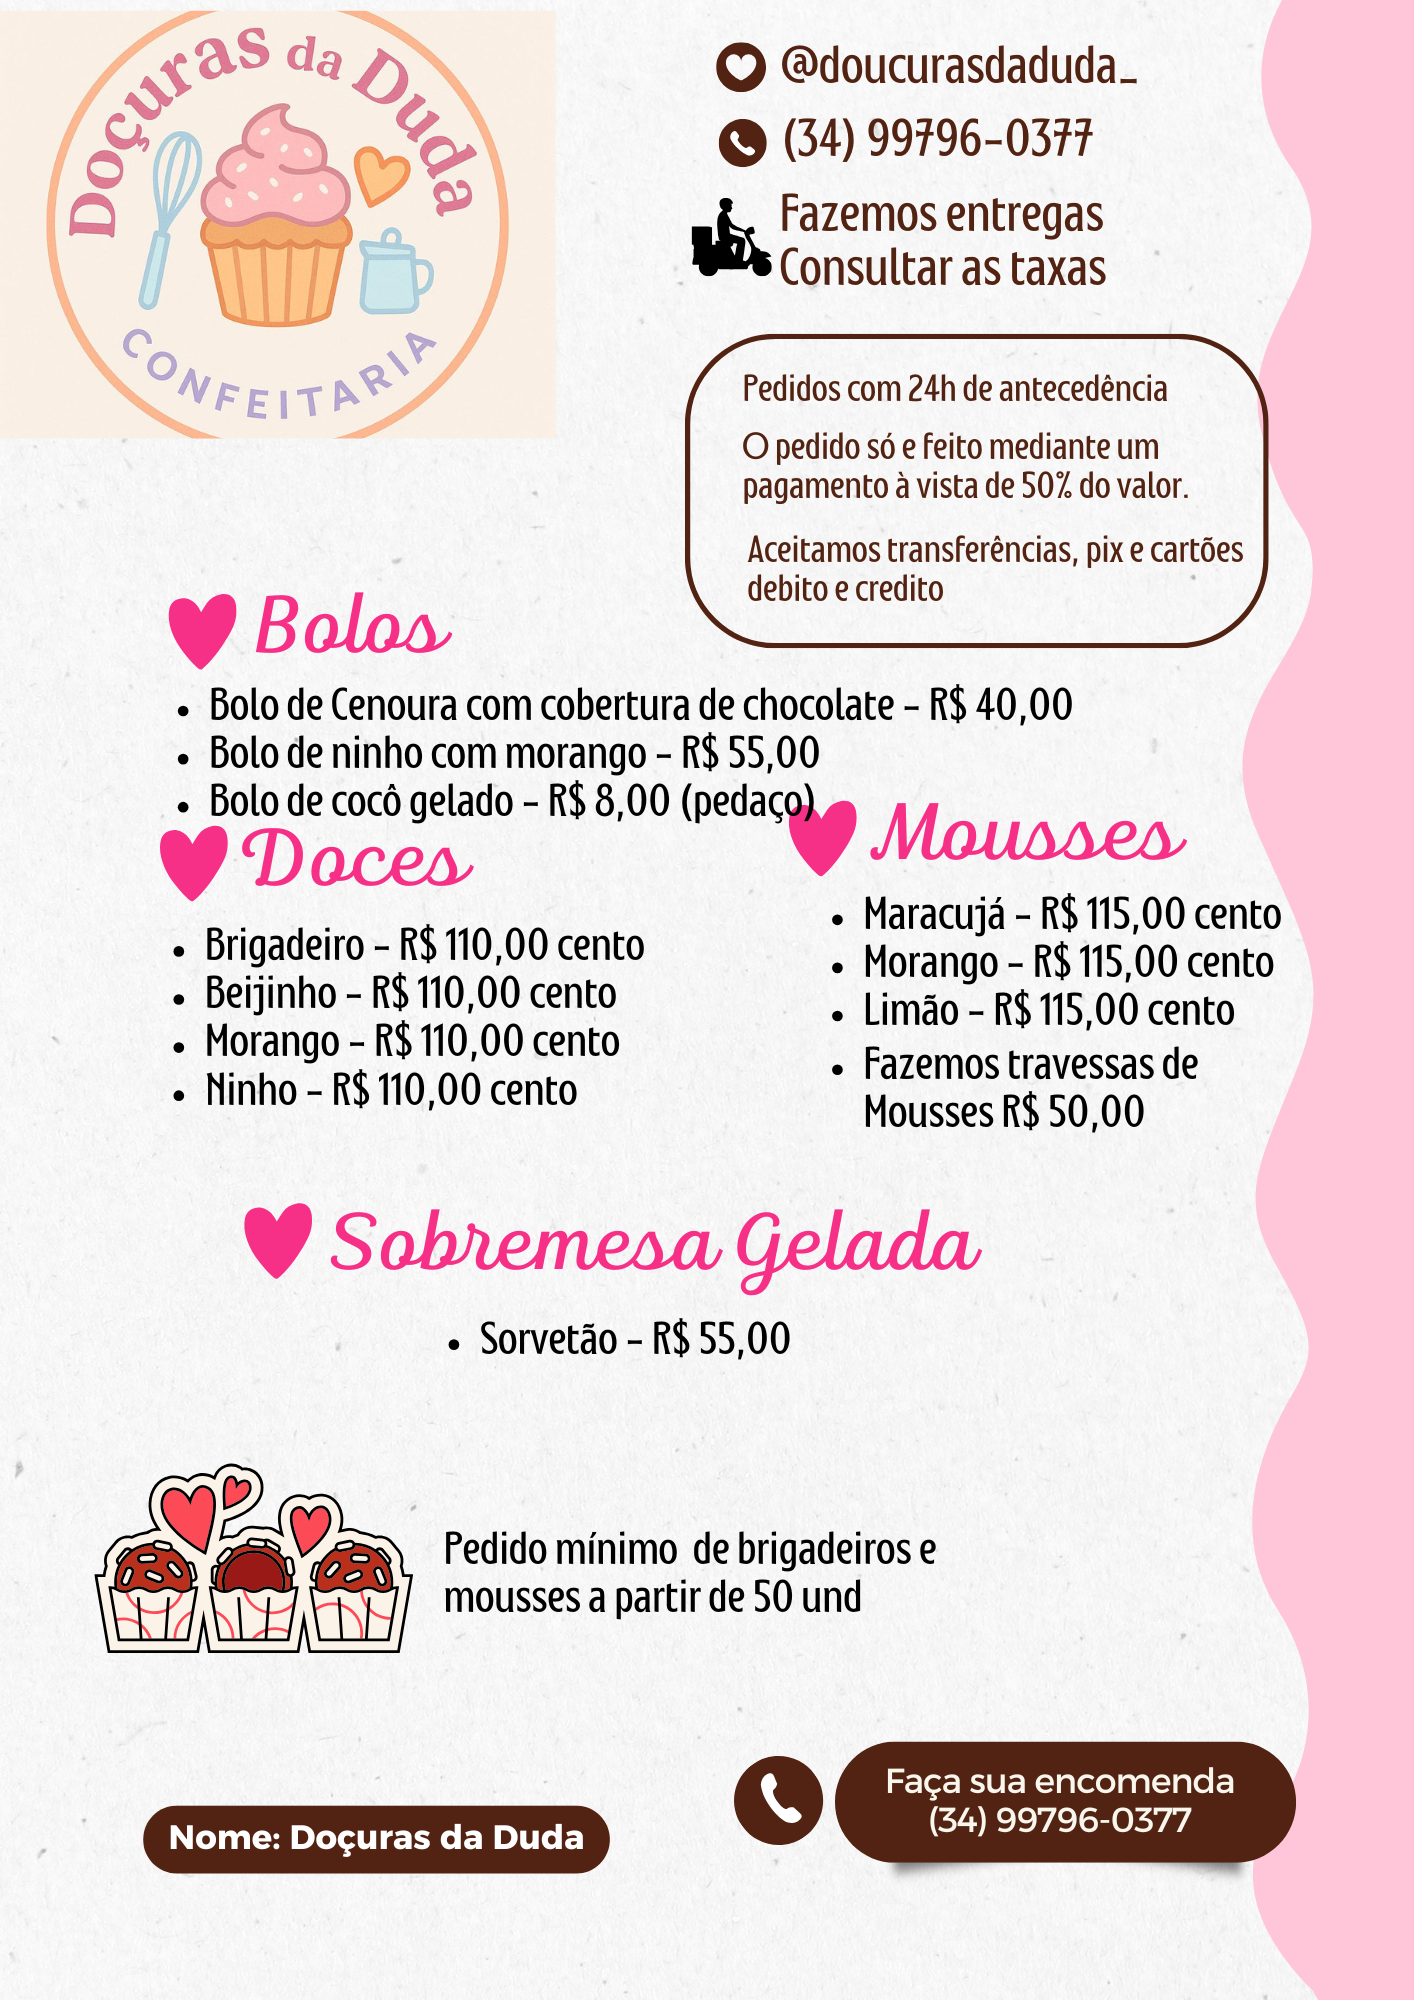 Doçuras da Duda
CONFEITARIA
@doucurasdaduda_
(34) 99796-0377
Fazemos entregas
Consultar as taxas
Pedidos com 24h de antecedência
O pedido só e feito mediante um
pagamento à vista de 50% do valor.
Aceitamos transferências, pix e cartões
debito e credito
Bolos
• Bolo de Cenoura com cobertura de chocolate – R$ 40,00
• Bolo de ninho com morango – R$ 55,00
• Bolo de cocô gelado – R$ 8,00 (pedaço)
Doces
• Brigadeiro – R$ 110,00 cento
• Beijinho – R$ 110,00 cento
• Morango – R$ 110,00 cento
• Ninho – R$ 110,00 cento
Mousses
• Maracujá – R$ 115,00 cento
• Morango – R$ 115,00 cento
• Limão – R$ 115,00 cento
• Fazemos travessas de
Mousses R$ 50,00
Sobremesa Gelada
• Sorvetão – R$ 55,00
Pedido mínimo de brigadeiros e
mousses a partir de 50 und
Nome: Doçuras da Duda
Faça sua encomenda
(34) 99796-0377